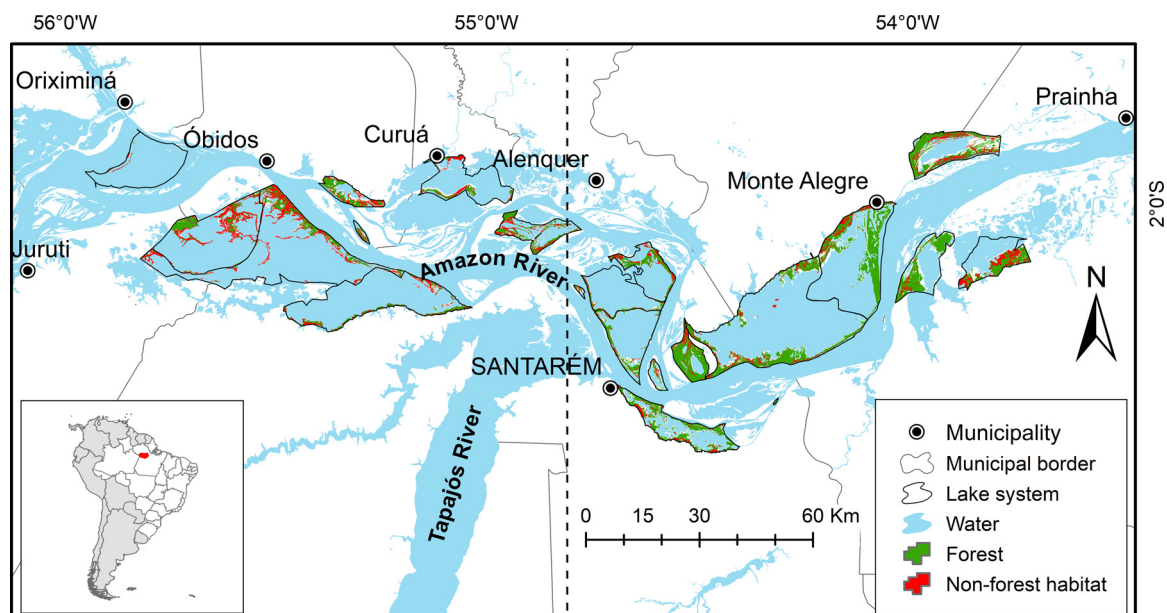 56°0'W
55°0'W
54°0'W
Oriximiná
Prainha
Óbidos
Curuá
Alenquer
Monte Alegre
2°0'S
Juruti
Amazon River
N
SANTARÉM
Tapajós River
Municipality
Municipal border
Lake system
Water
Forest
Non-forest habitat
0 15 30 60 Km